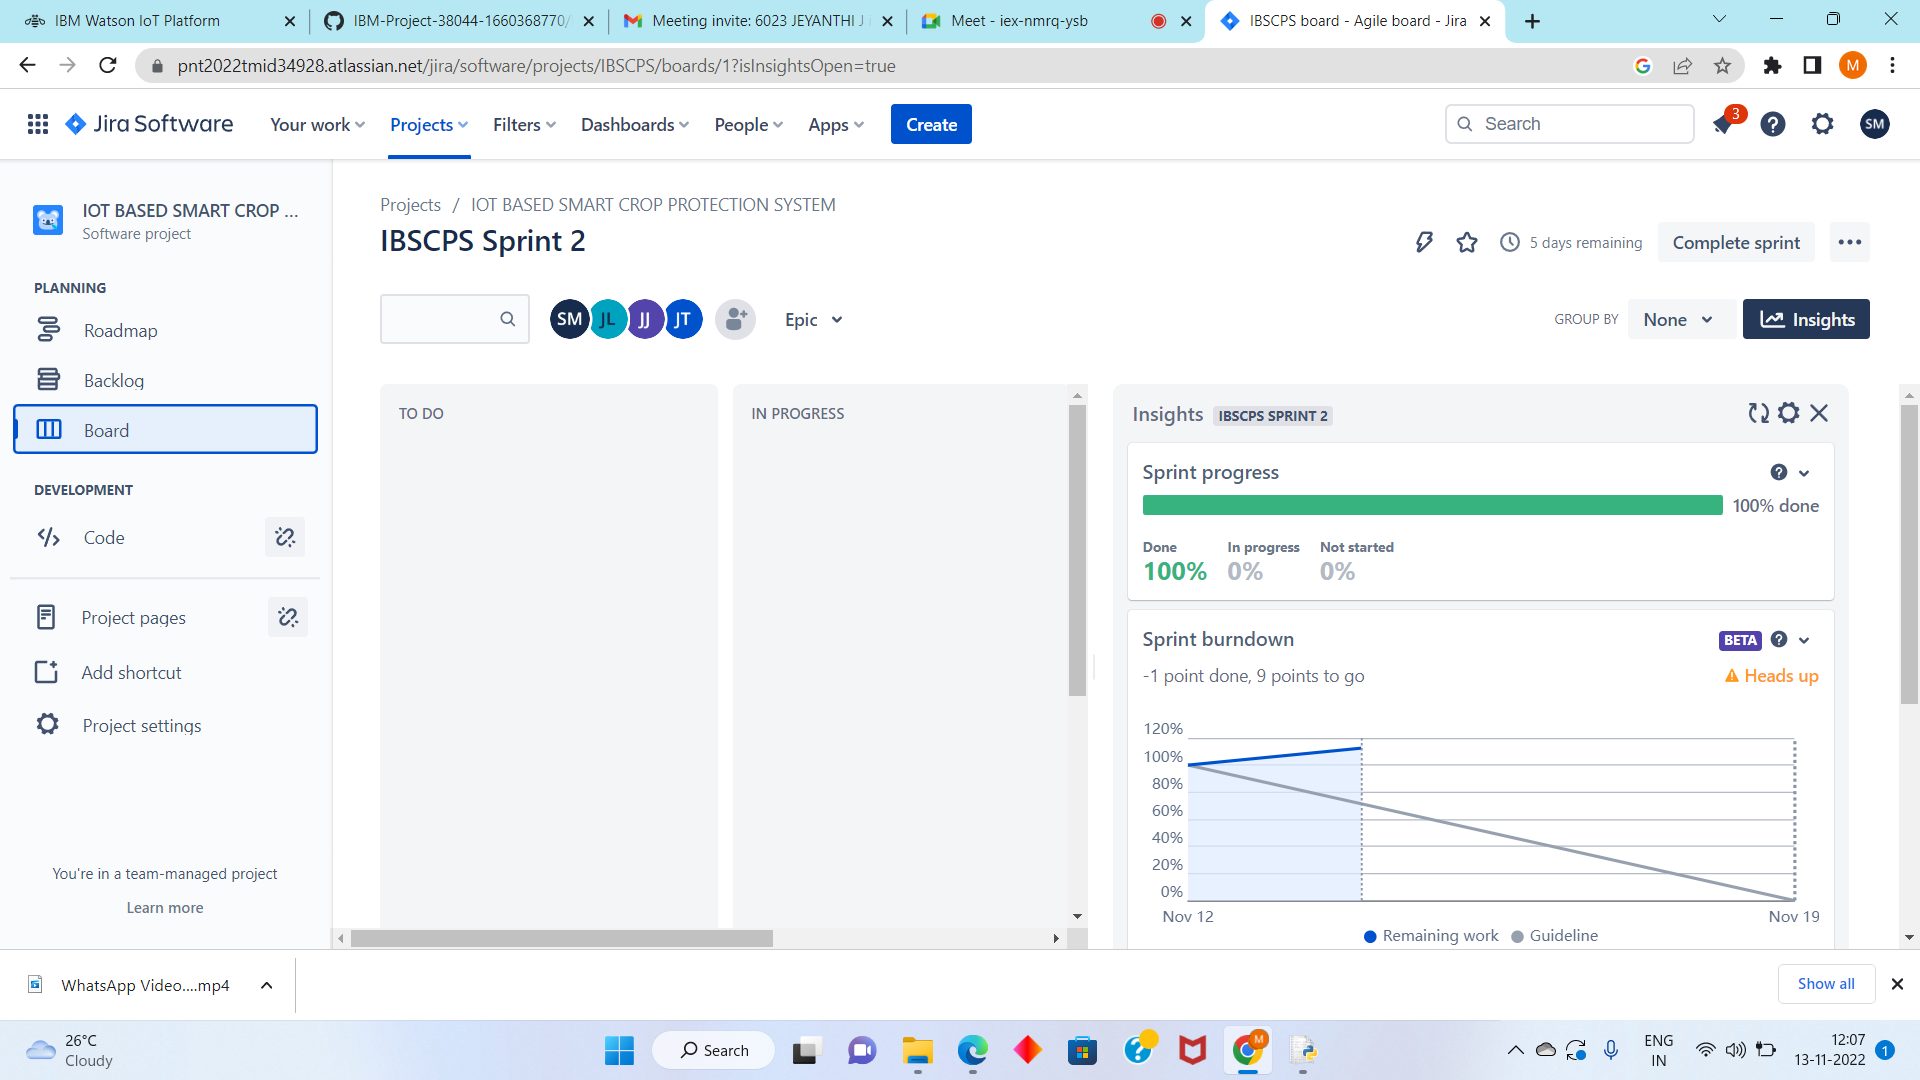 IBM Watson IoT Platform
IBM-Project-38044-1660368770/
Meeting invite: 6023 JEYANTHI J i
Meet - iex-nmrq-ysb
IBSCPS board - Agile board - Jira
pnt2022tmid34928.atlassian.net/jira/software/projects/IBSCPS/boards/1?isInsightsOpen=true
M
Jira Software
Your work
Projects
Filters
Dashboards
People
Apps
Create
Search
3
SM
IOT BASED SMART CROP ...
Software project
PLANNING
Roadmap
Backlog
Board
DEVELOPMENT
Code
Project pages
Add shortcut
Project settings
You're in a team-managed project
Learn more
Projects / IOT BASED SMART CROP PROTECTION SYSTEM
IBSCPS Sprint 2
5 days remaining
Complete sprint
SM JL JJ JT
Epic
GROUP BY
None
Insights
TO DO
IN PROGRESS
Insights IBSCPS SPRINT 2
Sprint progress
100% done
Done In progress Not started
100% 0% 0%
Sprint burndown
BETA
-1 point done, 9 points to go
Heads up
120%
100%
80%
60%
40%
20%
0%
Nov 12
Nov 19
Remaining work Guideline
WhatsApp Video....mp4
Show all
26°C
Cloudy
Search
M
ENG
IN
12:07
13-11-2022
1